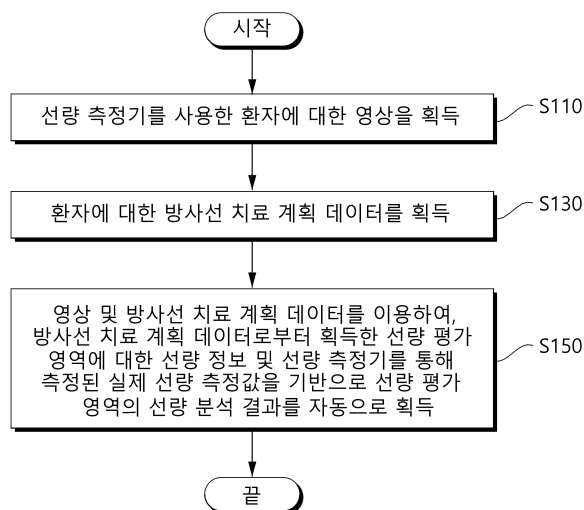 시작
선량 측정기를 사용한 환자에 대한 영상을 획득
S110
환자에 대한 방사선 치료 계획 데이터를 획득
S130
영상 및 방사선 치료 계획 데이터를 이용하여,
방사선 치료 계획 데이터로부터 획득한 선량 평가
영역에 대한 선량 정보 및 선량 측정기를 통해
측정된 실제 선량 측정값을 기반으로 선량 평가
영역의 선량 분석 결과를 자동으로 획득
S150
끝